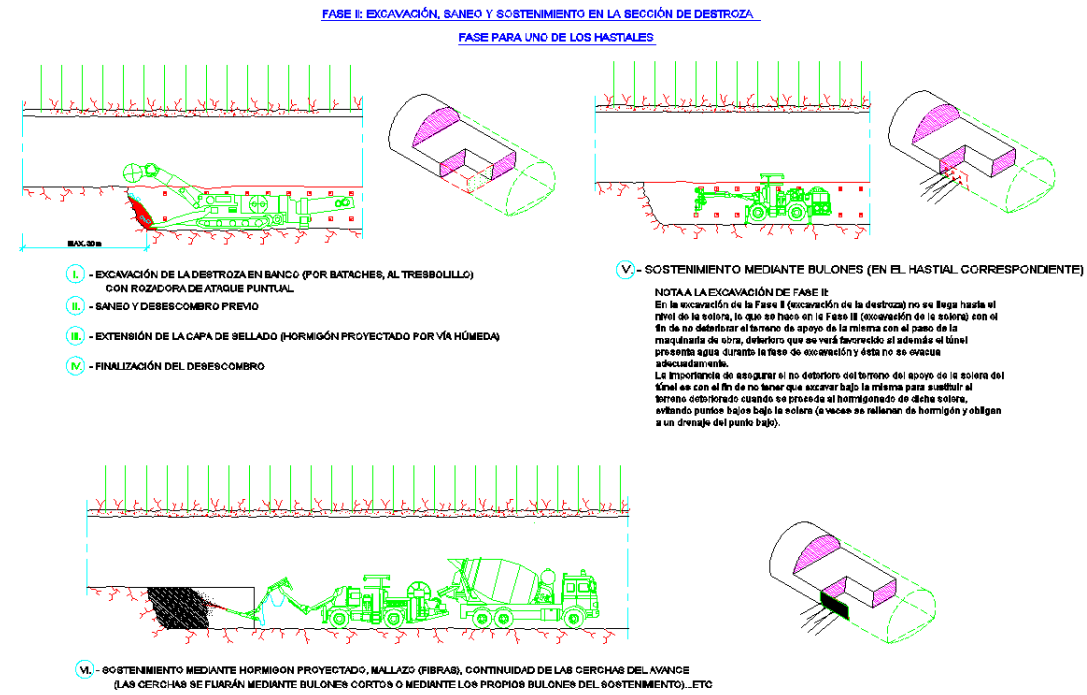 FASE II: EXCAVACIÓN, SANEO Y SOSTENIMIENTO EN LA SECCIÓN DE DESTROZA
FASE PARA UNO DE LOS HASTIALES
MAX. 30 m
I. - EXCAVACIÓN DE LA DESTROZA EN BANCO (POR BATACHES, AL TRESBOLILLO)
CON ROZADORA DE ATAQUE PUNTUAL
II. - SANEO Y DESESCOMBRO PREVIO
III. - EXTENSIÓN DE LA CAPA DE SELLADO (HORMIGÓN PROYECTADO POR VÍA HÚMEDA)
IV. - FINALIZACIÓN DEL DESESCOMBRO
V. - SOSTENIMIENTO MEDIANTE BULONES (EN EL HASTIAL CORRESPONDIENTE)
NOTA A LA EXCAVACIÓN DE FASE II:
En la excavación de la Fase II (excavación de la destroza) no se llega hasta el
nivel de la solera, lo que se hace en la Fase III (excavación de la solera) con el
fin de no deteriorar el terreno de apoyo de la misma con el paso de la
maquinaria de obra, deterioro que se verá favorecido si además el túnel
presenta agua durante la fase de excavación y ésta no se evacua
adecuadamente.
La importancia de asegurar el no deterioro del terreno del apoyo de la solera del
túnel es con el fin de no tener que excavar bajo la misma para sustituir el
terreno deteriorado cuando se proceda al hormigonado de dicha solera,
evitando puntos bajos bajo la solera (a veces se rellenan de hormigón y obligan
a un drenaje del punto bajo).
VI. - SOSTENIMIENTO MEDIANTE HORMIGON PROYECTADO, MALLAZO (FIBRAS), CONTINUIDAD DE LAS CERCHAS DEL AVANCE
(LAS CERCHAS SE FIJARÁN MEDIANTE BULONES CORTOS O MEDIANTE LOS PROPIOS BULONES DEL SOSTENIMIENTO)...ETC